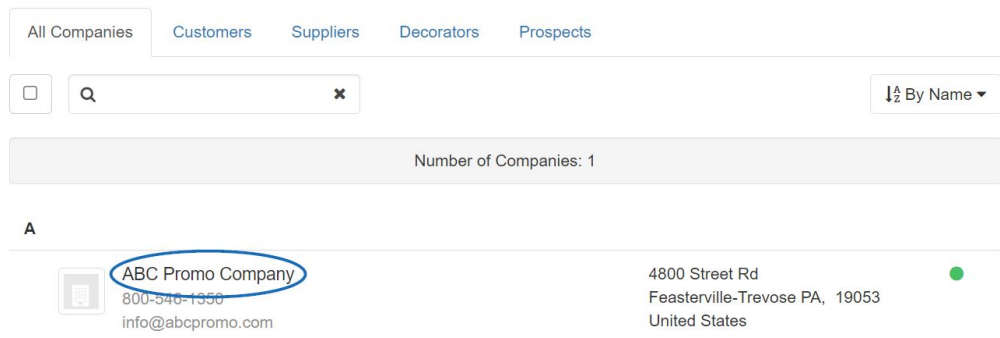 All Companies Customers Suppliers Decorators Prospects
By Name
Number of Companies: 1
A
ABC Promo Company 4800 Street Rd
800-546-1350 Feasterville-Trevose PA, 19053
info@abcpromo.com United States